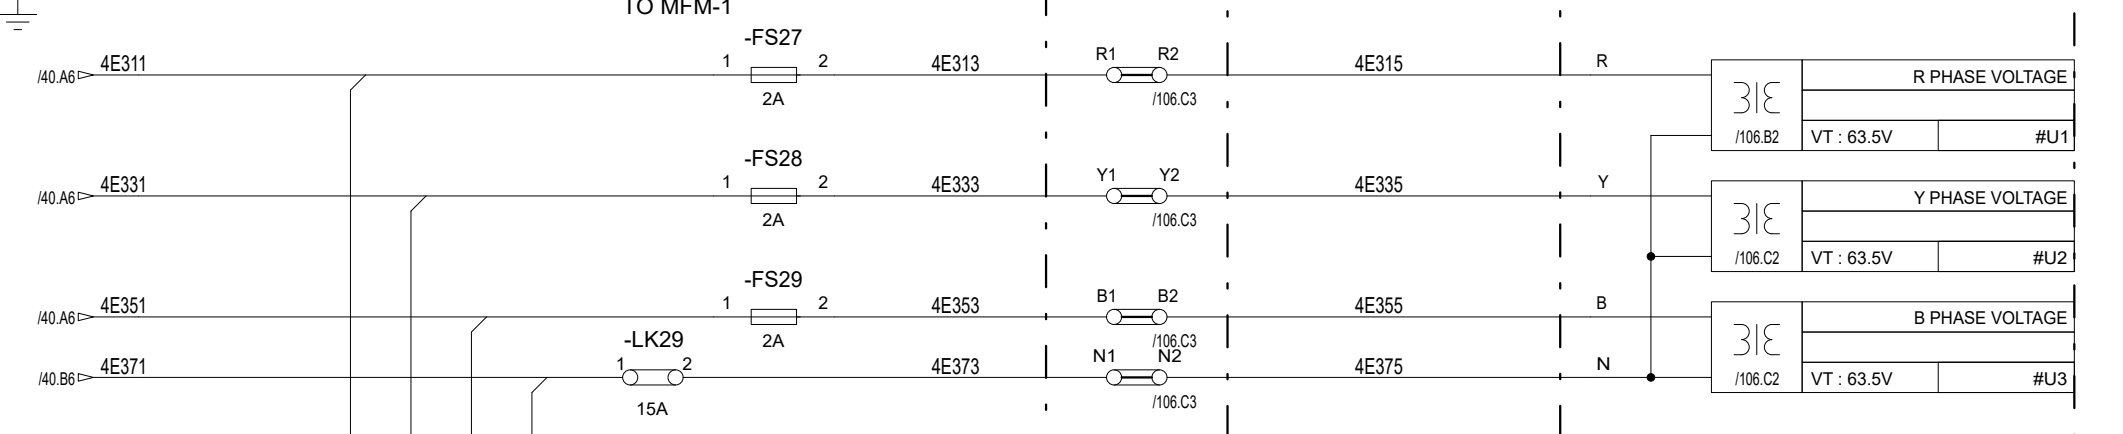 TO MFM-1
-FS27
/40.A6 4E311 1 2 4E313 R1 R2 4E315 R
2A /106.C3
R PHASE VOLTAGE
/106.B2 VT : 63.5V #U1
-FS28
/40.A6 4E331 1 2 4E333 Y1 Y2 4E335 Y
2A /106.C3
Y PHASE VOLTAGE
/106.C2 VT : 63.5V #U2
-FS29
/40.A6 4E351 1 2 4E353 B1 B2 4E355 B
2A /106.C3
B PHASE VOLTAGE
-LK29
/40.B6 4E371 1 2 4E373 N1 N2 4E375 N
15A /106.C3
/106.C2 VT : 63.5V #U3